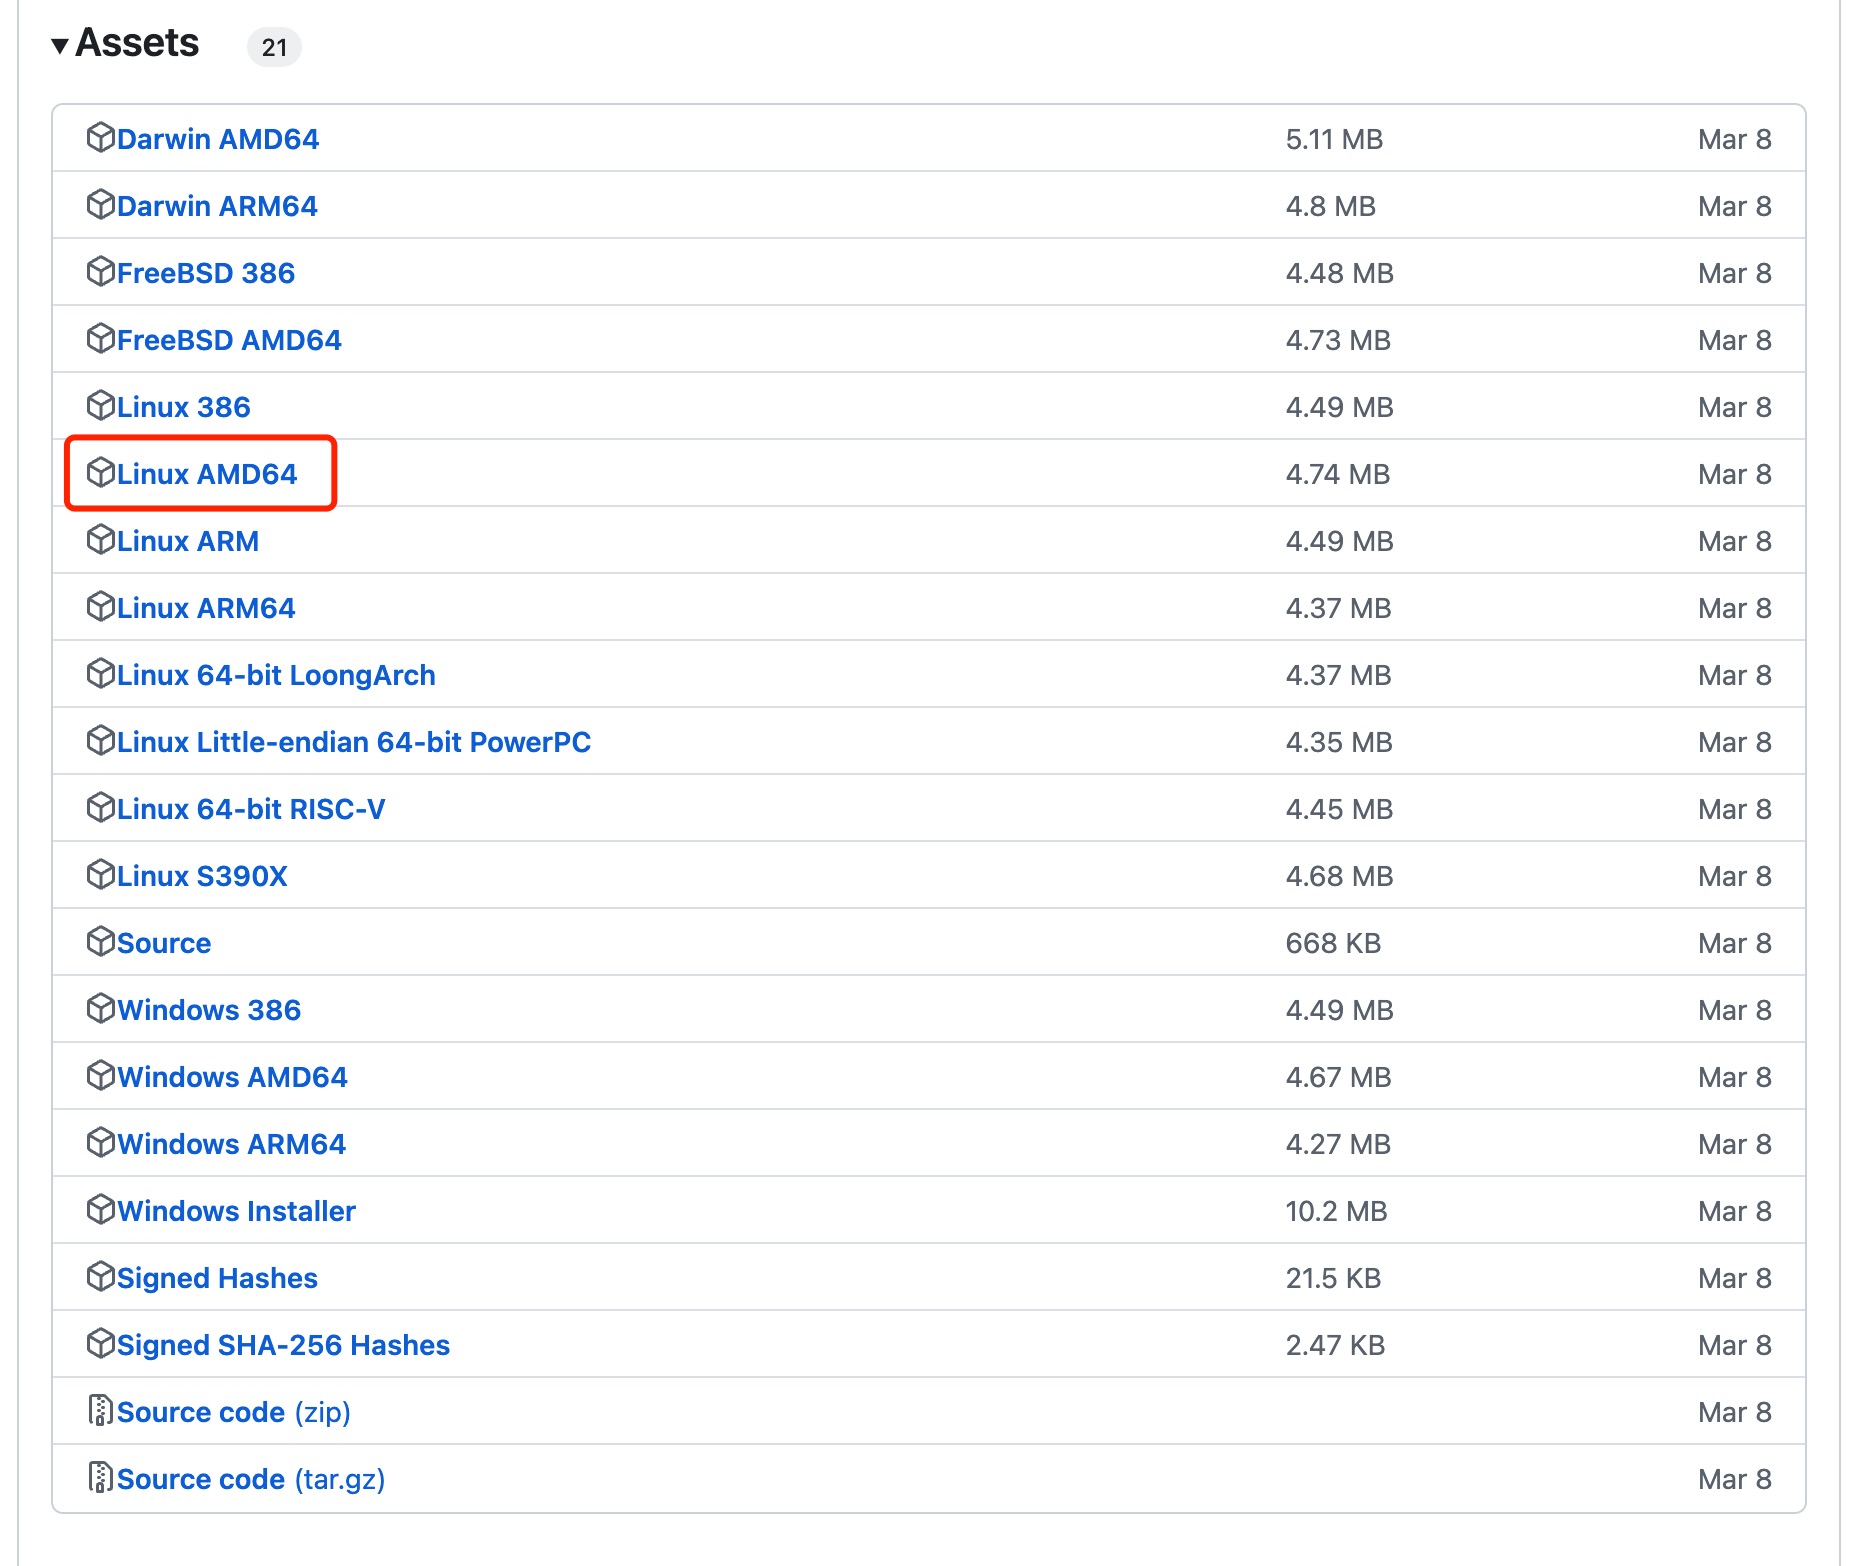 Assets 21
Darwin AMD64 5.11 MB Mar 8
Darwin ARM64 4.8 MB Mar 8
FreeBSD 386 4.48 MB Mar 8
FreeBSD AMD64 4.73 MB Mar 8
Linux 386 4.49 MB Mar 8
Linux AMD64 4.74 MB Mar 8
Linux ARM 4.49 MB Mar 8
Linux ARM64 4.37 MB Mar 8
Linux 64-bit LoongArch 4.37 MB Mar 8
Linux Little-endian 64-bit PowerPC 4.35 MB Mar 8
Linux 64-bit RISC-V 4.45 MB Mar 8
Linux S390X 4.68 MB Mar 8
Source 668 KB Mar 8
Windows 386 4.49 MB Mar 8
Windows AMD64 4.67 MB Mar 8
Windows ARM64 4.27 MB Mar 8
Windows Installer 10.2 MB Mar 8
Signed Hashes 21.5 KB Mar 8
Signed SHA-256 Hashes 2.47 KB Mar 8
Source code (zip) Mar 8
Source code (tar.gz) Mar 8